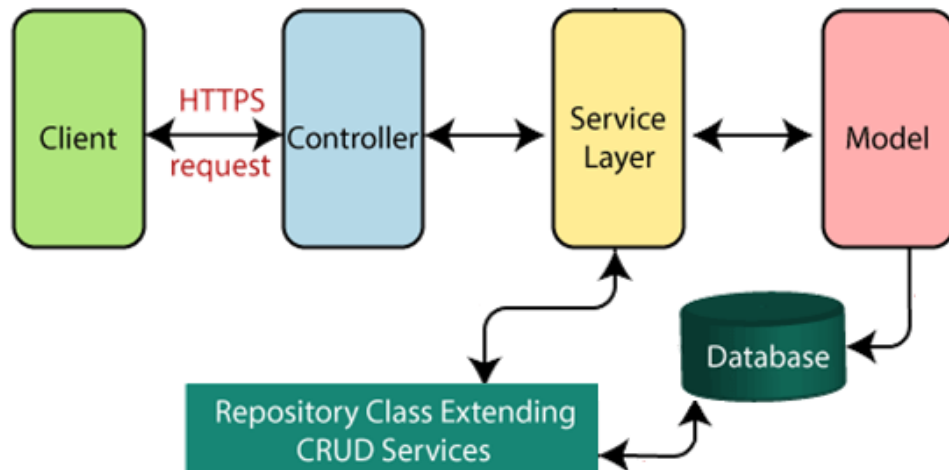 Client
HTTPS
request
Controller
Service
Layer
Model
Database
Repository Class Extending
CRUD Services